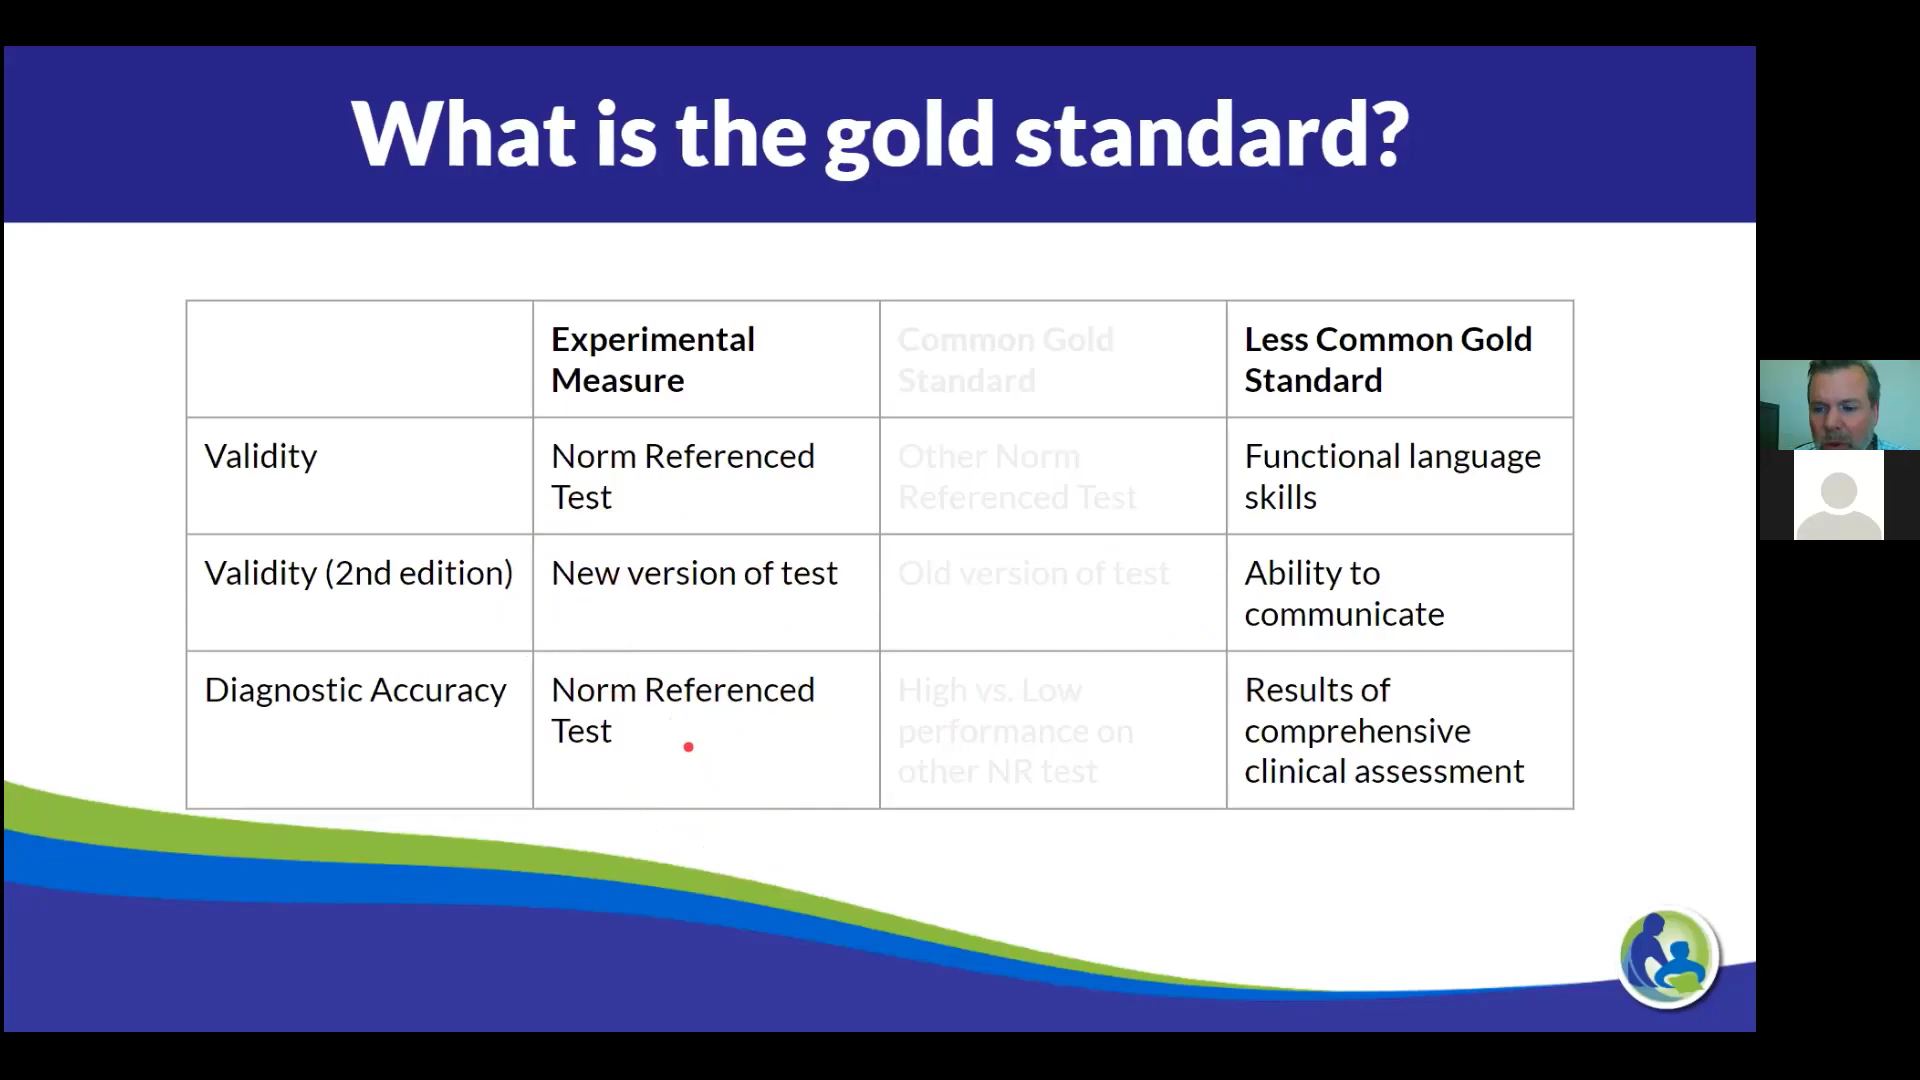 What is the gold standard?
Experimental
Measure
Common Gold
Standard
Less Common Gold
Standard
Validity
Norm Referenced
Test
Other Norm
Referenced Test
Functional language
skills
Validity (2nd edition)
New version of test
Old version of test
Ability to
communicate
Diagnostic Accuracy
Norm Referenced
Test
High vs. Low
performance on
other NR test
Results of
comprehensive
clinical assessment